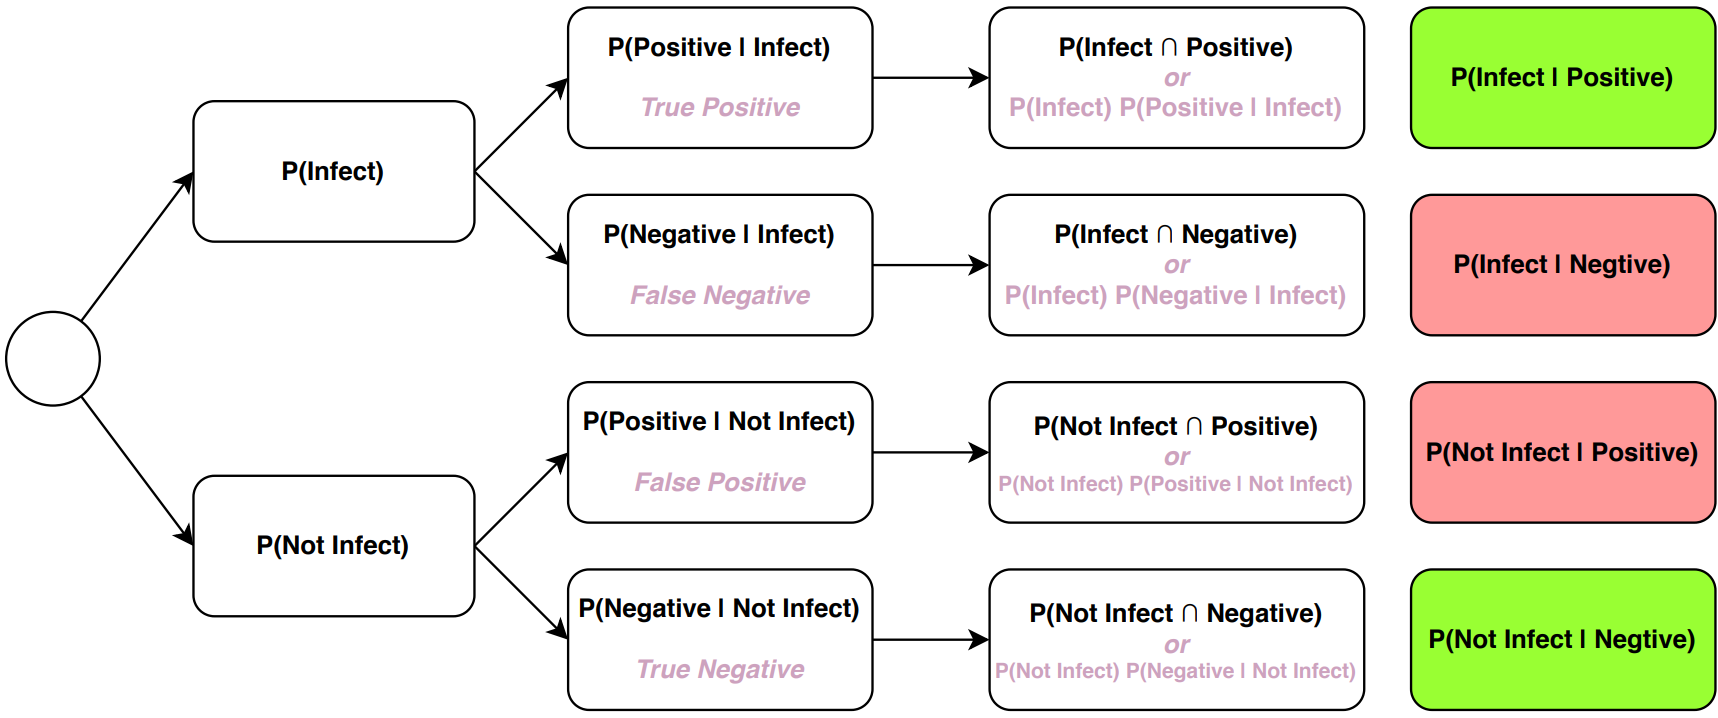 P(Infect)
P(Not Infect)
P(Positive | Infect)
True Positive
P(Negative | Infect)
False Negative
P(Positive | Not Infect)
False Positive
P(Negative | Not Infect)
True Negative
P(Infect ∩ Positive)
or
P(Infect) P(Positive | Infect)
P(Infect ∩ Negative)
or
P(Infect) P(Negative | Infect)
P(Not Infect ∩ Positive)
or
P(Not Infect) P(Positive | Not Infect)
P(Not Infect ∩ Negative)
or
P(Not Infect) P(Negative | Not Infect)
P(Infect | Positive)
P(Infect | Negtive)
P(Not Infect | Positive)
P(Not Infect | Negtive)